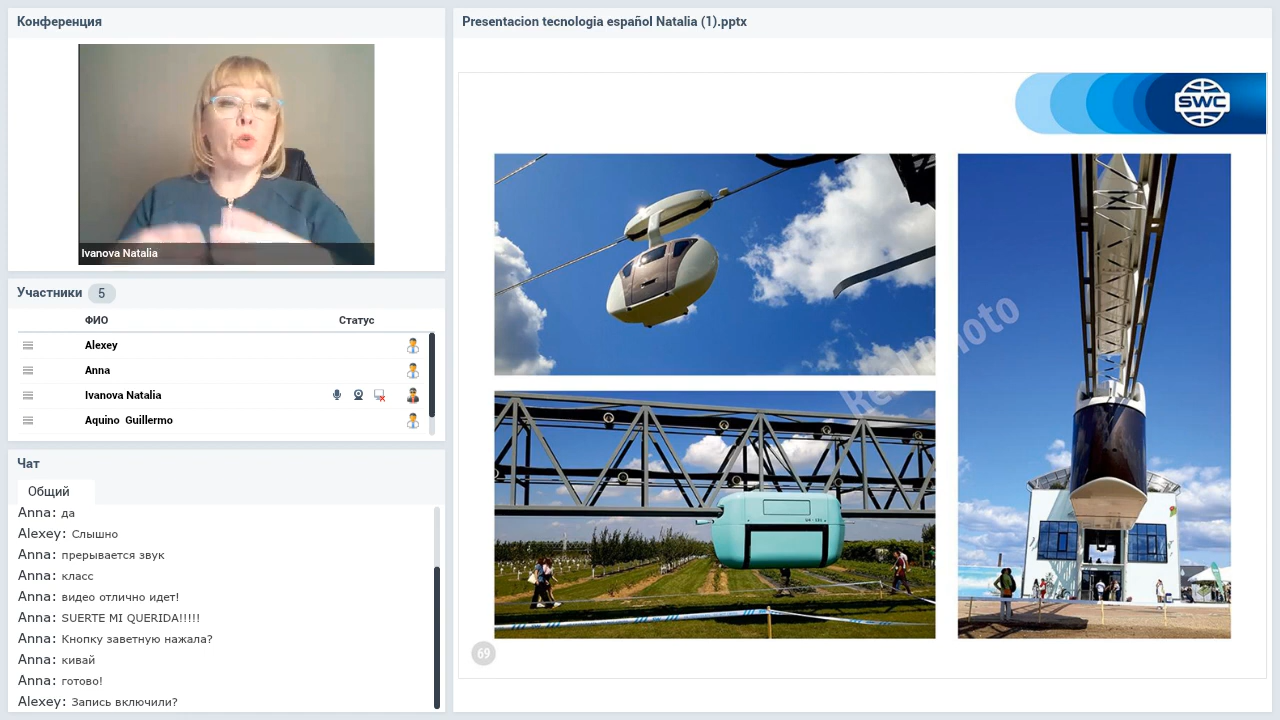 Конференция
Ivanova Natalia
Участники 5
ФИО Статус
Alexey
Anna
Ivanova Natalia
Aquino Guillermo
Чат
Общий
Anna: да
Alexey: Слышно
Anna: прерывается звук
Anna: класс
Anna: видео отлично идет!
Anna: SUERTE MI QUERIDA!!!!!
Anna: Кнопку заветную нажала?
Anna: кивай
Anna: готово!
Alexey: Запись включили?
Presentacion tecnologia español Natalia (1).pptx
SWC
69